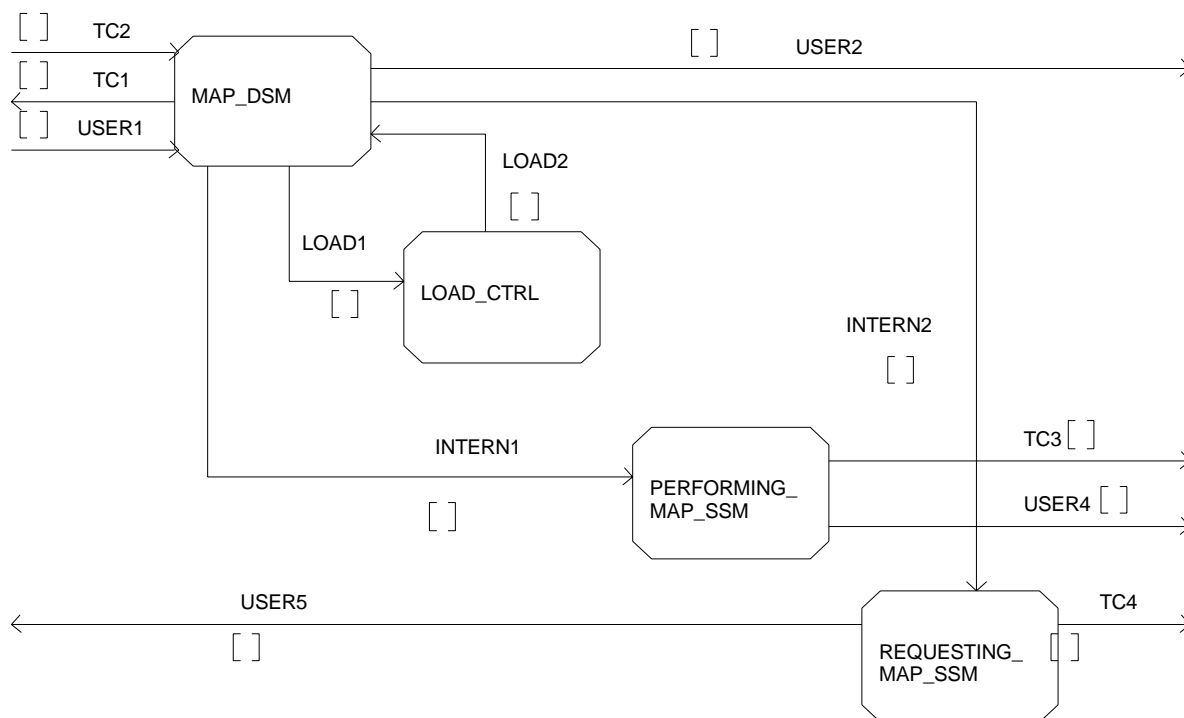 [ ] TC2
[ ] USER2
[ ] TC1
MAP_DSM
[ ] USER1
LOAD2
[ ]
LOAD1
[ ]
LOAD_CTRL
INTERN2
[ ]
INTERN1
[ ]
TC3 [ ]
PERFORMING_
MAP_SSM
USER4 [ ]
USER5
[ ]
TC4
[ ]
REQUESTING_
MAP_SSM